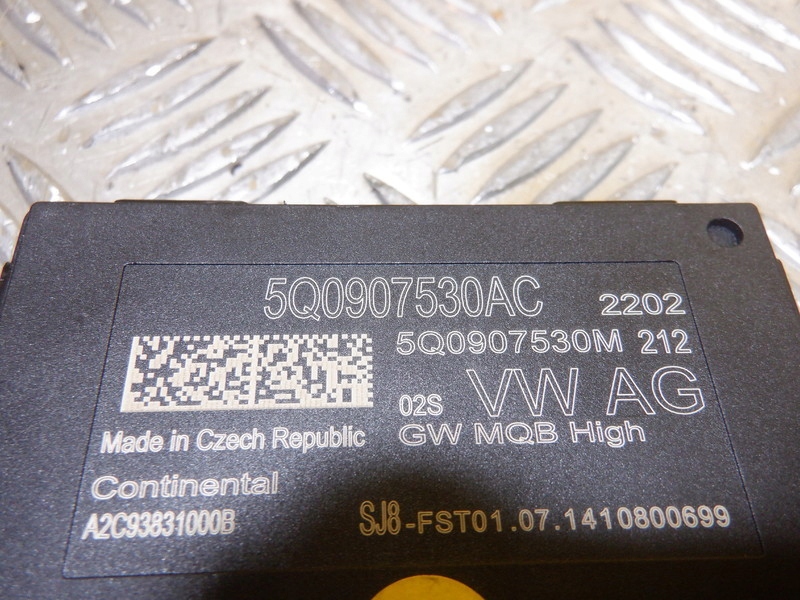 5Q0907530AC 2202
5Q0907530M 212
02S VW AG
Made in Czech Republic GW MQB High
Continental
A2C93831000B SJ8-FST01.07.1410800699